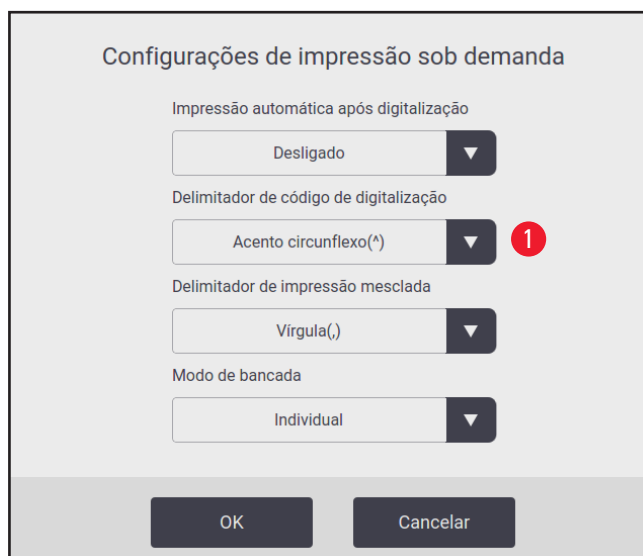 Configurações de impressão sob demanda
Impressão automática após digitalização
Desligado
Delimitador de código de digitalização
Acento circunflexo(^)
1
Delimitador de impressão mesclada
Vírgula(,)
Modo de bancada
Individual
OK
Cancelar